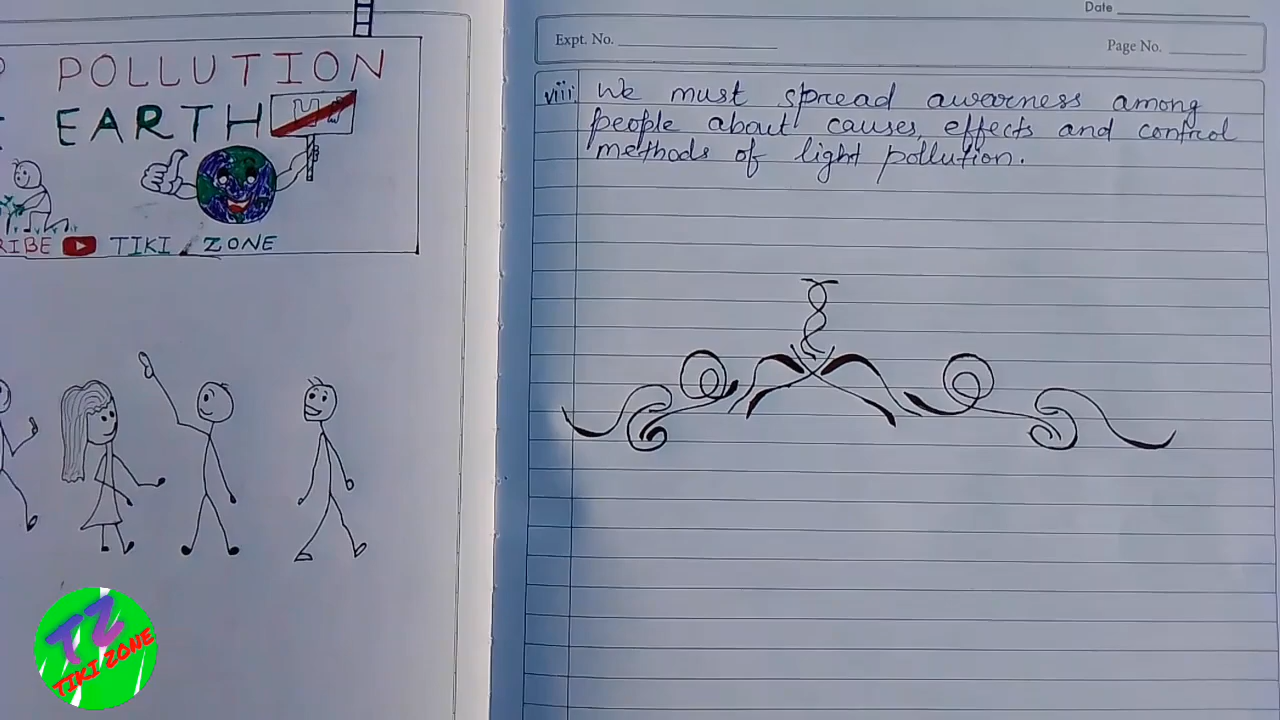 POLLUTION
EARTH
RIBE TIKI ZONE
TZ
TIKI ZONE
Date
Expt. No.
Page No.
viii. We must spread awarness among
people about causes, effects and control
methods of light pollution.